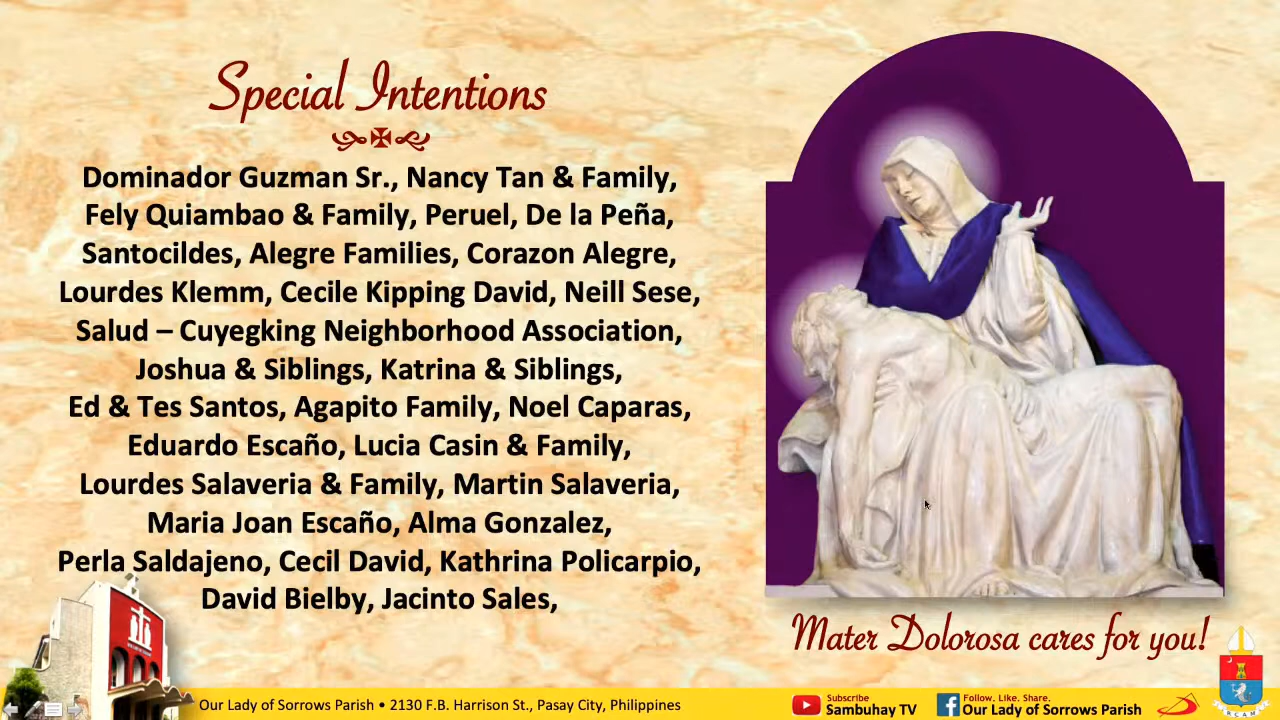 Special Intentions
Dominador Guzman Sr., Nancy Tan & Family,
Fely Quiambao & Family, Peruel, De la Peña,
Santocildes, Alegre Families, Corazon Alegre,
Lourdes Klemm, Cecile Kipping David, Neill Sese,
Salud – Cuyegking Neighborhood Association,
Joshua & Siblings, Katrina & Siblings,
Ed & Tes Santos, Agapito Family, Noel Caparas,
Eduardo Escaño, Lucia Casin & Family,
Lourdes Salaveria & Family, Martin Salaveria,
Maria Joan Escaño, Alma Gonzalez,
Perla Saldajeno, Cecil David, Kathrina Policarpio,
David Bielby, Jacinto Sales,
Mater Dolorosa cares for you!
Our Lady of Sorrows Parish • 2130 F.B. Harrison St., Pasay City, Philippines
Subscribe
Sambuhay TV
Follow. Like. Share.
Our Lady of Sorrows Parish
RCAM